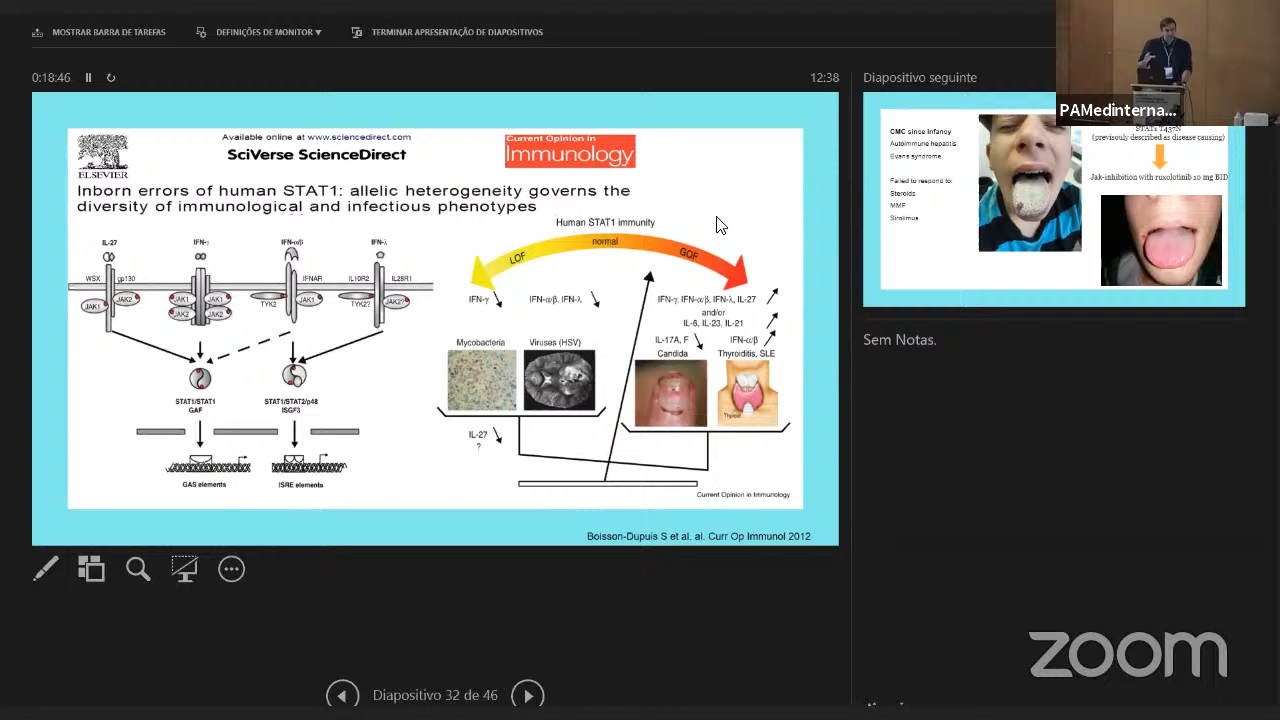 MOSTRAR BARRA DE TAREFAS
DEFINIÇÕES DE MONITOR ▼
TERMINAR APRESENTAÇÃO DE DIAPOSITIVOS
0:18:46
12:38
Diapositivo seguinte
PAMedinterna...
ELSEVIER
Available online at www.sciencedirect.com
SciVerse ScienceDirect
Current Opinion in
Immunology
Inborn errors of human STAT1: allelic heterogeneity governs the
diversity of immunological and infectious phenotypes
IL-27
IFN-γ
IFN-α/β
IFN-λ
WSX
gp130
IFNAR
IL10R2
IL28R1
JAK1
JAK2
JAK1
JAK1
JAK2
JAK2
TYK2
JAK1
TYK2?
JAK2?
STAT1/STAT1
GAF
STAT1/STAT2/p48
ISGF3
GAS elements
ISRE elements
Human STAT1 immunity
LOF
normal
GOF
IFN-γ
IFN-α/β, IFN-λ
IFN-γ, IFN-α/β, IFN-λ, IL-27
and/or
IL-6, IL-23, IL-21
IL-17A, F
IFN-α/β
Mycobacteria
Viruses (HSV)
Candida
Thyroiditis, SLE
Thyroid
IL-27
?
Current Opinion in Immunology
Boisson-Dupuis S et al. al. Curr Op Immunol 2012
CMC since infancy
Autoimmune hepatitis
Evans syndrome
Failed to respond to:
Steroids
MMF
Sirolimus
STAT1 T437N
(previously described as disease causing)
Jak-inhibition with ruxolotinib 10 mg BID
Sem Notas.
Diapositivo 32 de 46
zoom